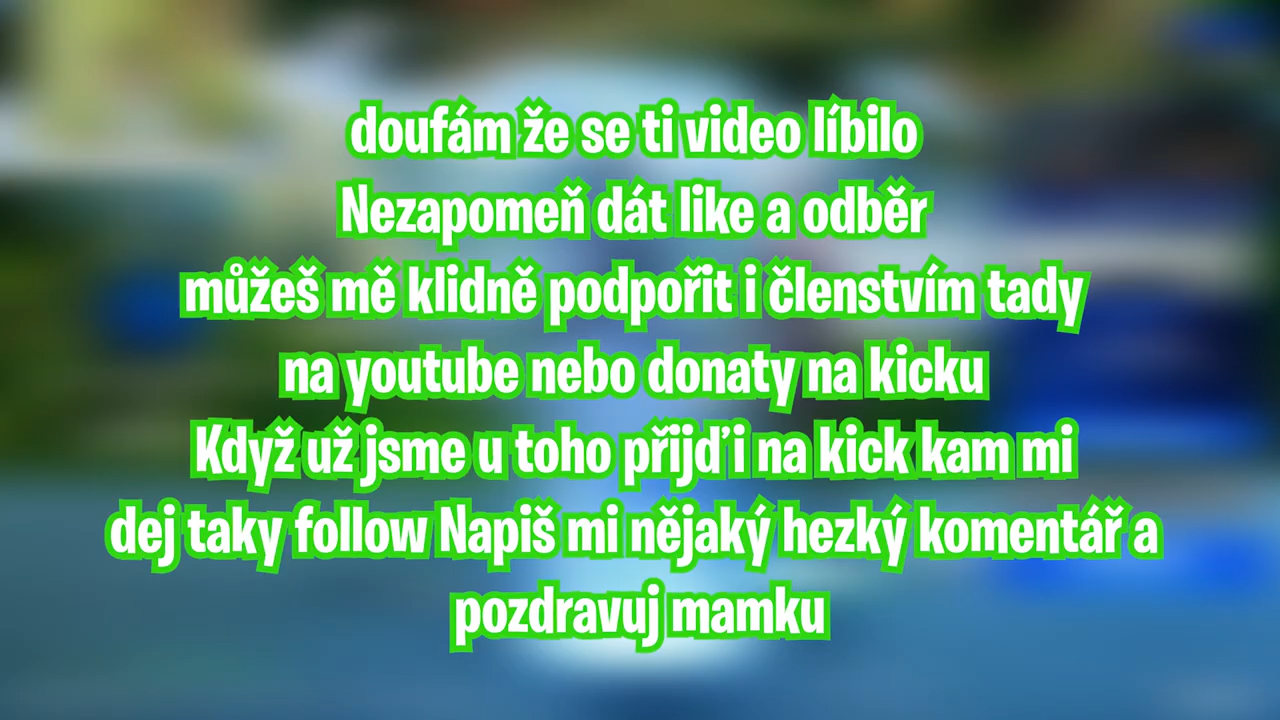 doufám že se ti video líbilo
Nezapomeň dát like a odběr
můžeš mě klidně podpořit i členstvím tady
na youtube nebo donaty na kicku
Když už jsme u toho přijď i na kick kam mi
dej taky follow Napiš mi nějaký hezký komentář a
pozdravuj mamku